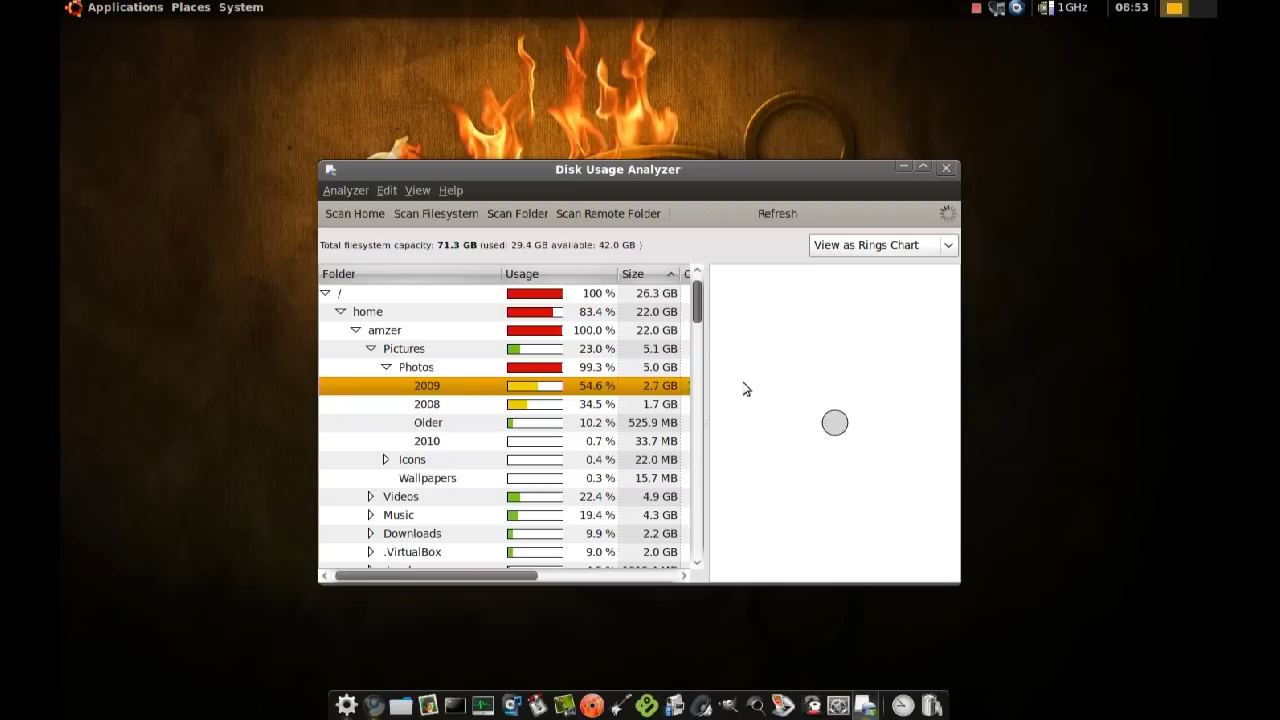 Applications Places System 1GHz 08:53
Disk Usage Analyzer
Analyzer Edit View Help
Scan Home Scan Filesystem Scan Folder Scan Remote Folder Refresh
Total filesystem capacity: 71.3 GB (used: 29.4 GB available: 42.0 GB ) View as Rings Chart
Folder Usage Size
/ 100 % 26.3 GB
home 83.4 % 22.0 GB
amzer 100.0 % 22.0 GB
Pictures 23.0 % 5.1 GB
Photos 99.3 % 5.0 GB
2009 54.6 % 2.7 GB
2008 34.5 % 1.7 GB
Older 10.2 % 525.9 MB
2010 0.7 % 33.7 MB
Icons 0.4 % 22.0 MB
Wallpapers 0.3 % 15.7 MB
Videos 22.4 % 4.9 GB
Music 19.4 % 4.3 GB
Downloads 9.9 % 2.2 GB
.VirtualBox 9.0 % 2.0 GB